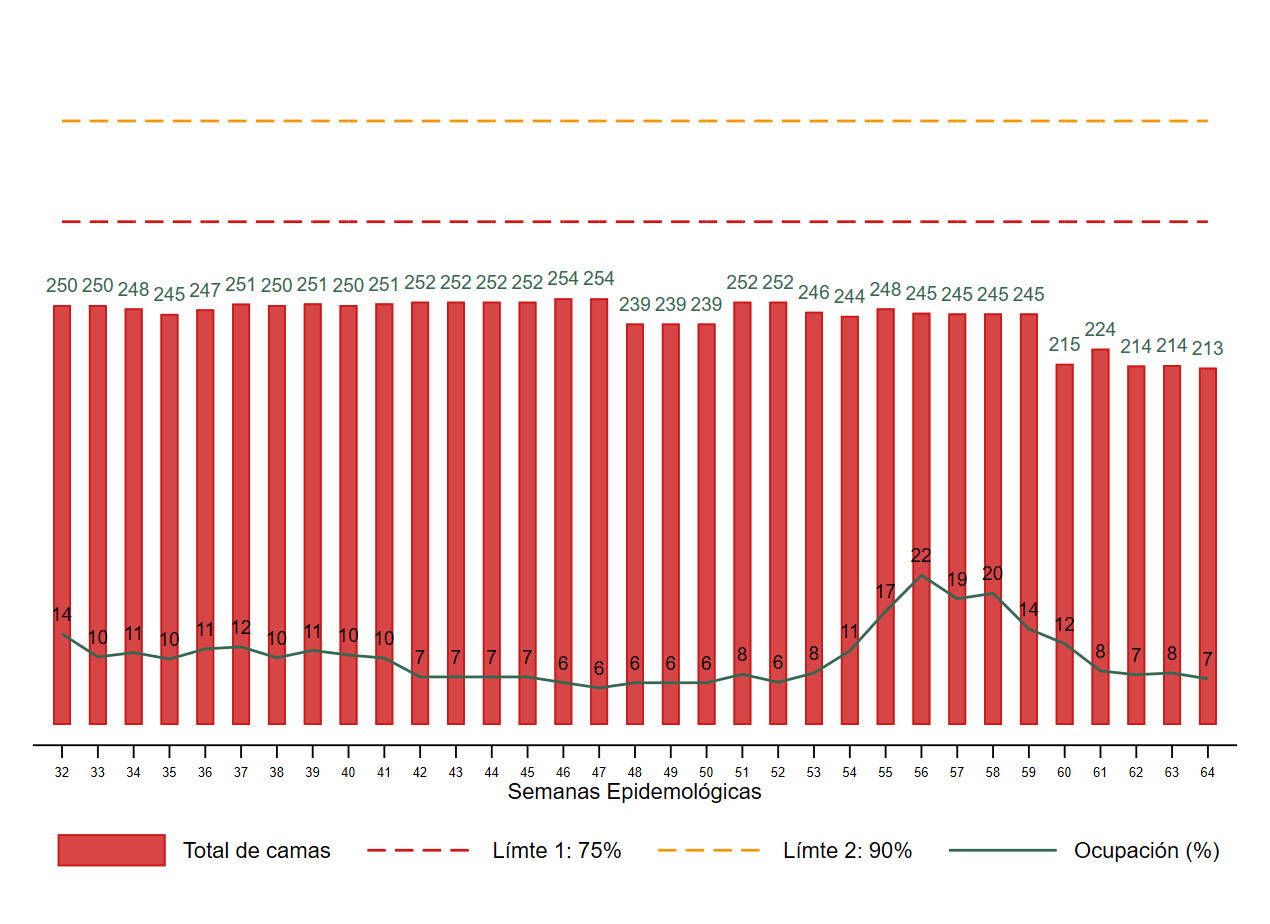 250 250 248 245 247 251 250 251 250 251 252 252 252 252 254 254 239 239 239 252 252 246 244 248 245 245 245 245 215 224 214 214 213
14 10 11 10 11 12 10 11 10 10 7 7 7 7 6 6 6 6 6 8 6 8 11 17 22 19 20 14 12 8 7 8 7
32 33 34 35 36 37 38 39 40 41 42 43 44 45 46 47 48 49 50 51 52 53 54 55 56 57 58 59 60 61 62 63 64
Semanas Epidemológicas
Total de camas Límte 1: 75% Límte 2: 90% Ocupación (%)